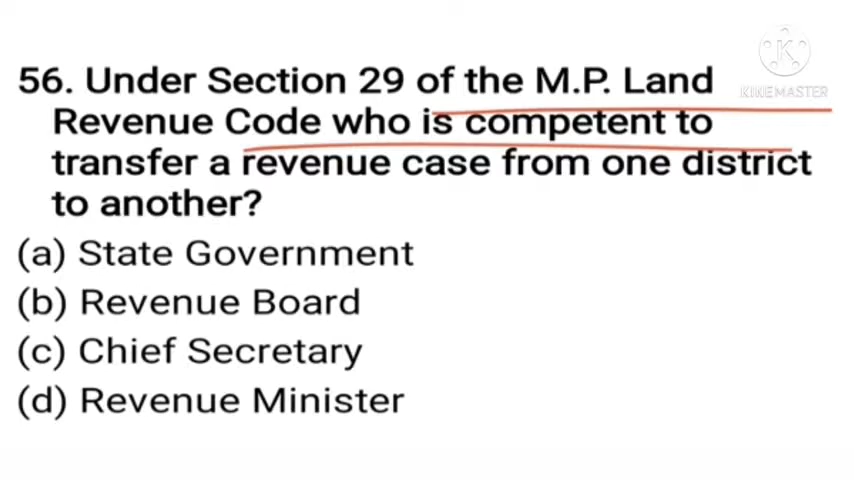 56. Under Section 29 of the M.P. Land
Revenue Code who is competent to
transfer a revenue case from one district
to another?
(a) State Government
(b) Revenue Board
(c) Chief Secretary
(d) Revenue Minister
K
KINEMASTER